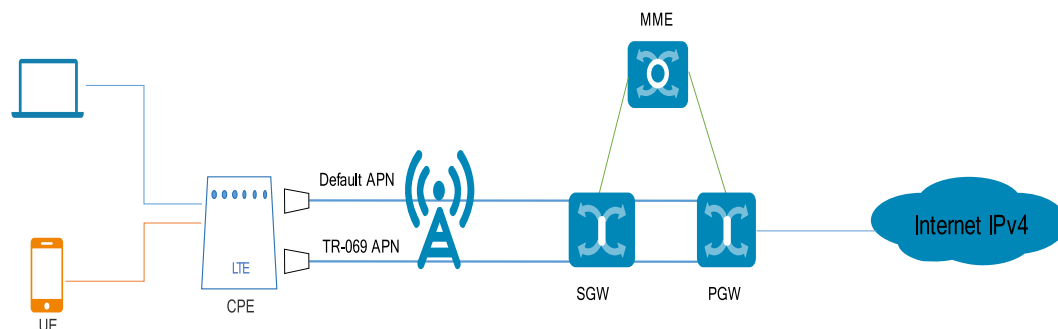 MME
Default APN
TR-069 APN
LTE
CPE
UE
SGW
PGW
Internet IPv4